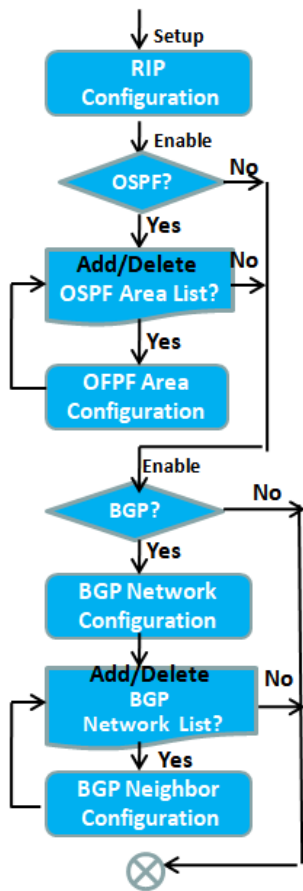 Setup
RIP
Configuration
Enable
OSPF?
No
Yes
Add/Delete
No
OSPF Area List?
Yes
OFPF Area
Configuration
Enable
BGP?
No
Yes
BGP Network
Configuration
Add/Delete
No
BGP
Network List?
Yes
BGP Neighbor
Configuration